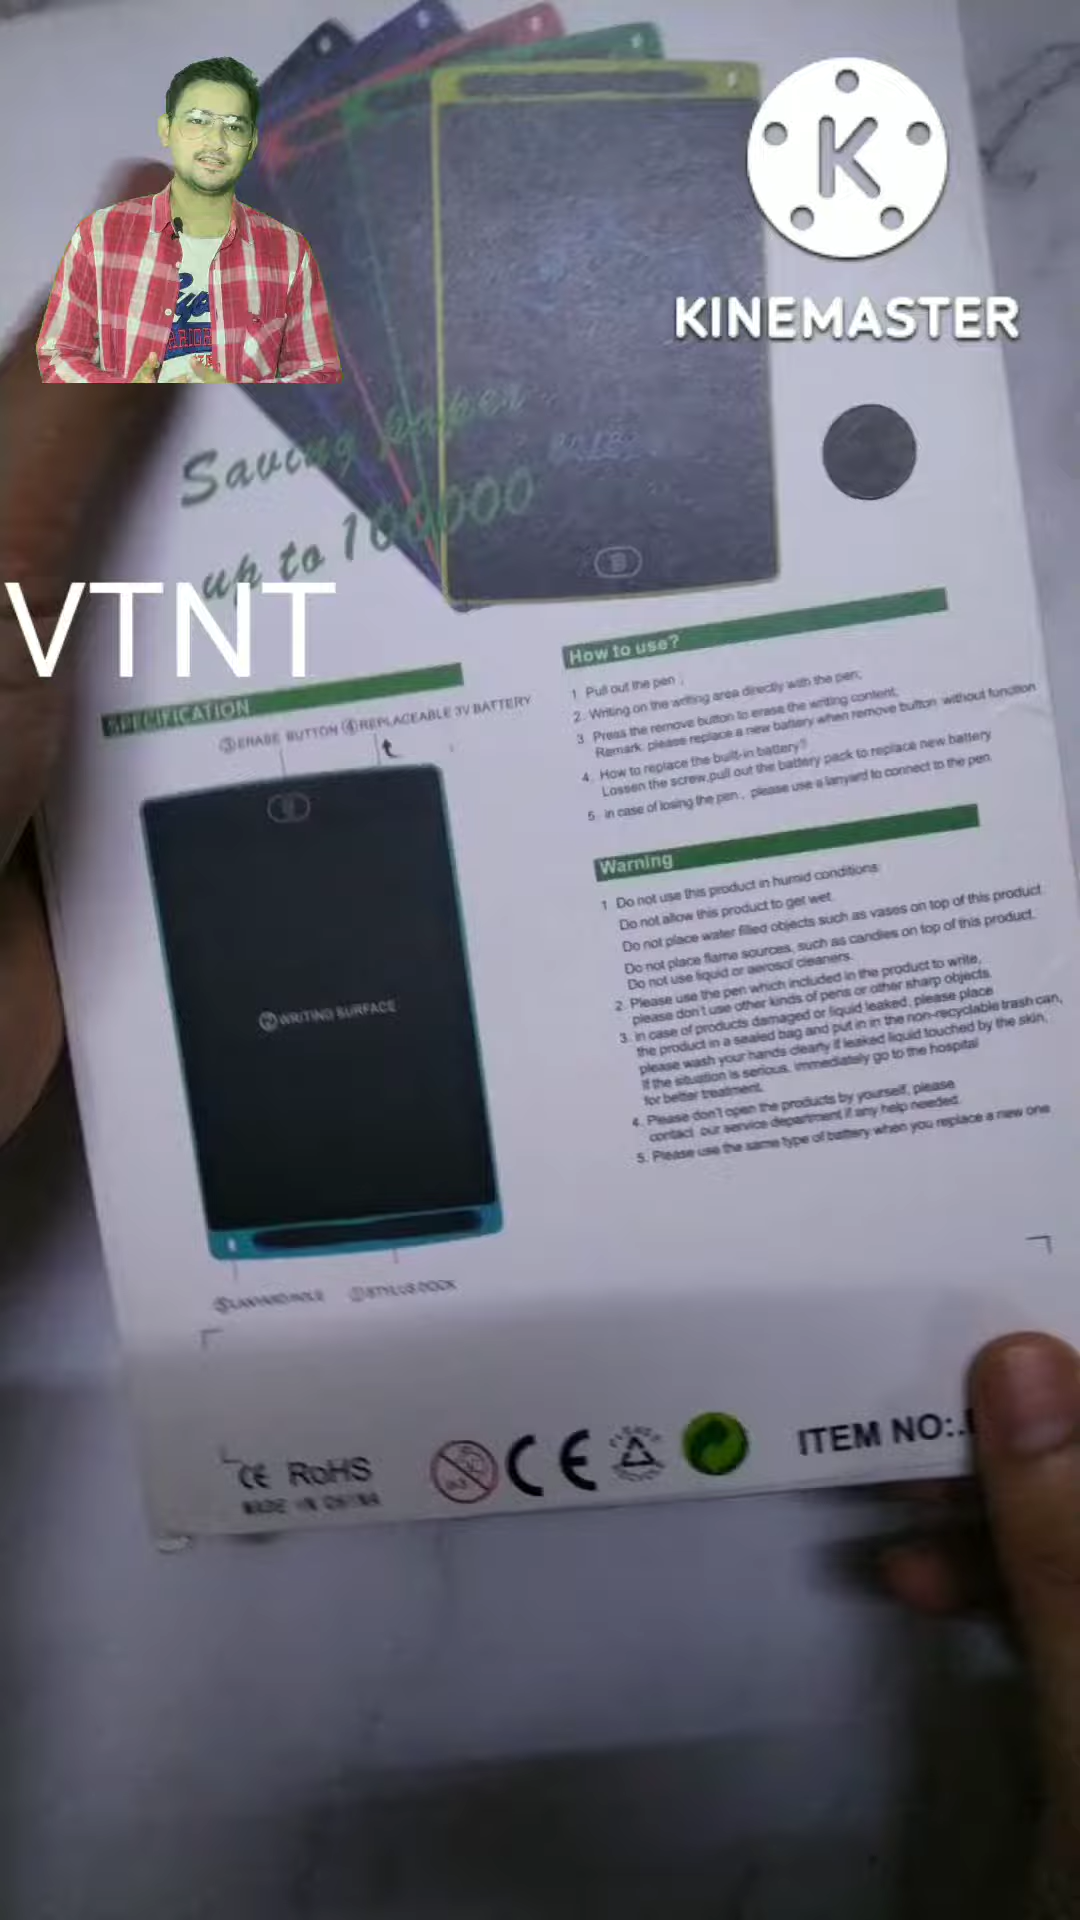 K
KINEMASTER
Saving paper
up to 100000
VTNT
SPECIFICATION
③ERASE BUTTON ④REPLACEABLE 3V BATTERY
②WRITING SURFACE
⑤LANYARD HOLE ①STYLUS DOCK
How to use?
1 Pull out the pen ;
2. Writing on the writing area directly with the pen;
3 Press the remove button to erase the writing content;
Remark: please replace a new battery when remove button without function
4. How to replace the built-in battery?
Lossen the screw,pull out the battery pack to replace new battery
5. in case of losing the pen , please use a lanyard to connect to the pen.
Warning
1 Do not use this product in humid conditions
Do not allow this product to get wet.
Do not place water filled objects such as vases on top of this product
Do not place flame sources, such as candles on top of this product.
Do not use liquid or aerosol cleaners.
2. Please use the pen which included in the product to write,
please don't use other kinds of pens or other sharp objects.
3. in case of products damaged or liquid leaked, please place
the product in a sealed bag and put in in the non-recyclable trash can,
please wash your hands clearly if leaked liquid touched by the skin,
If the situation is serious, immediately go to the hospital
for better treatment.
4. Please don't open the products by yourself, please
contact our service department if any help needed.
5. Please use the same type of battery when you replace a new one
CE RoHS
MADE IN CHINA
CE
ITEM NO:.